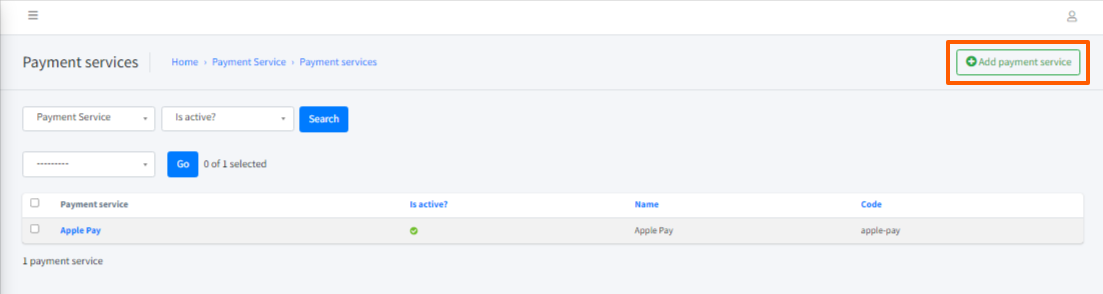 Payment services Home › Payment Service › Payment services Add payment service
Payment Service Is active? Search
--------- Go 0 of 1 selected
Payment service Is active? Name Code
Apple Pay Apple Pay apple-pay
1 payment service